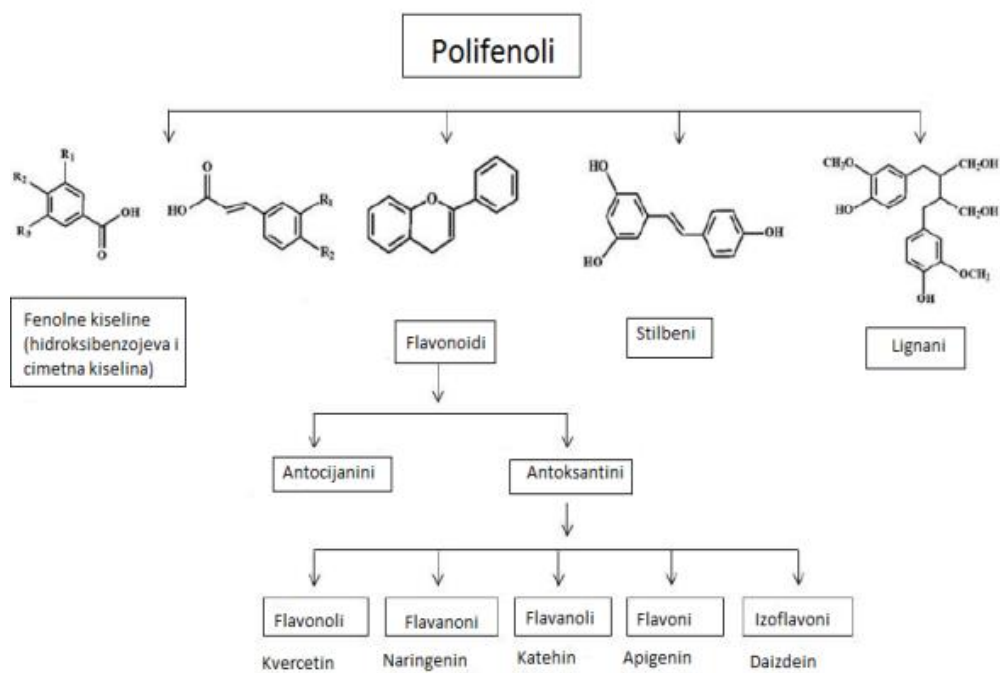 Polifenoli
R1
R2
R3
O
OH
O
HO
R1
R2
O
HO
HO
OH
CH3O
HO
CH2OH
CH2OH
OCH3
OH
Fenolne kiseline
(hidroksibenzojeva i
cimetna kiselina)
Flavonoidi
Stilbeni
Lignani
Antocijanini
Antoksantini
Flavonoli
Flavanoni
Flavanoli
Flavoni
Izoflavoni
Kvercetin
Naringenin
Katehin
Apigenin
Daizdein